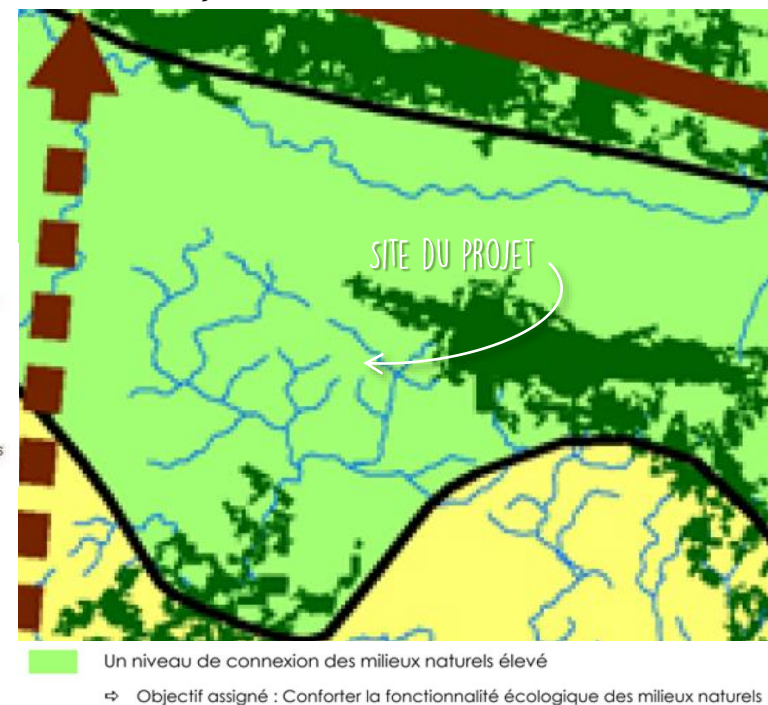 SITE DU PROJET
Un niveau de connexion des milieux naturels élevé
⇨ Objectif assigné : Conforter la fonctionnalité écologique des milieux naturels